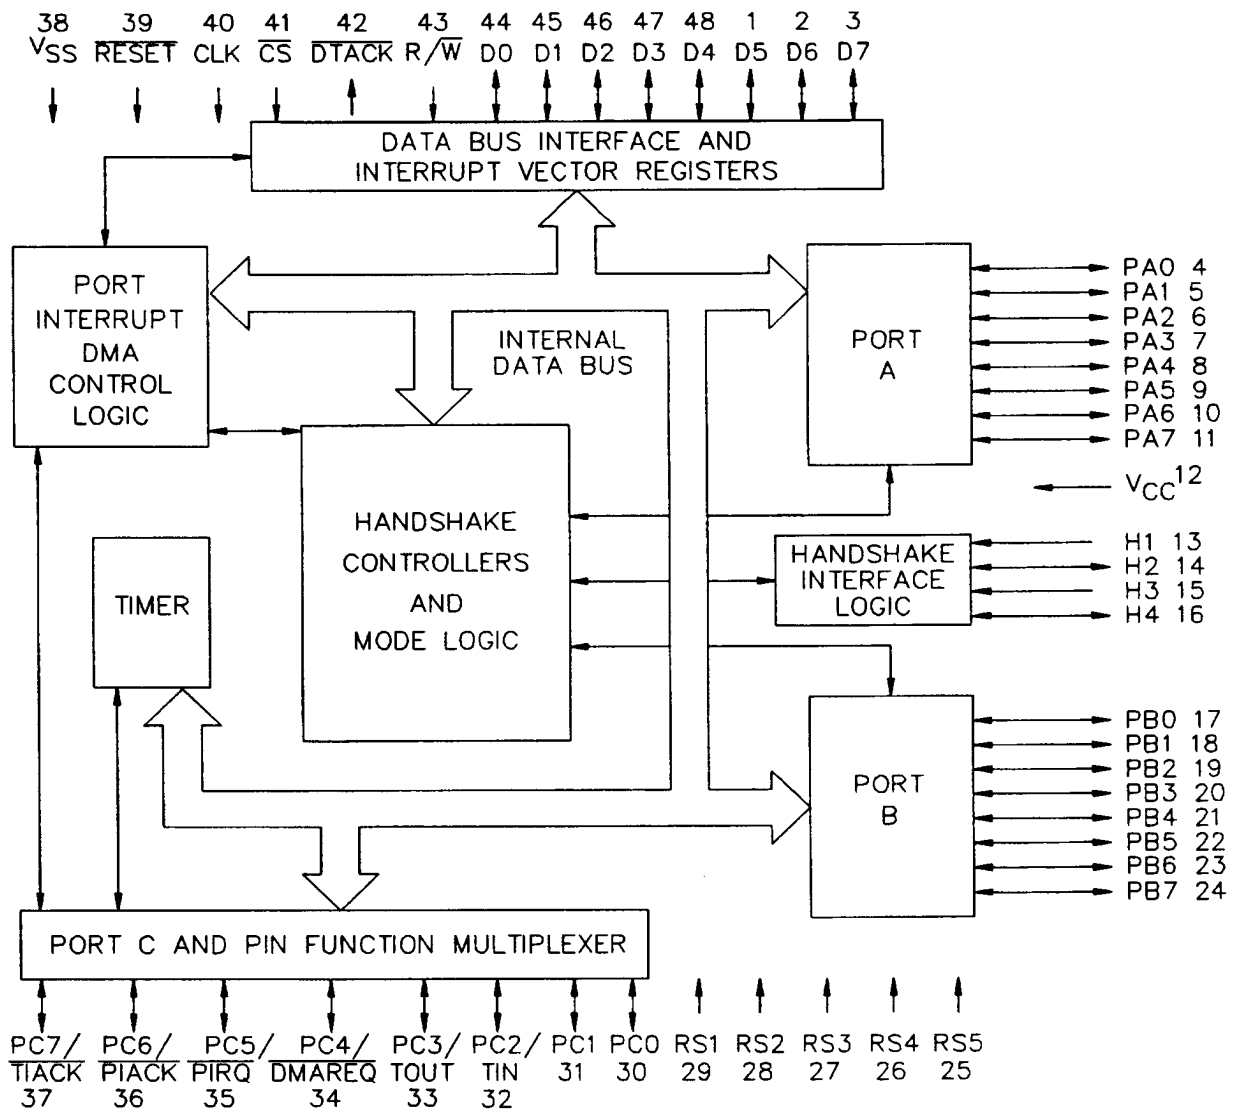 38 39 40 41 42 43 44 45 46 47 48 1 2 3
VSS RESET CLK CS DTACK R/W D0 D1 D2 D3 D4 D5 D6 D7
DATA BUS INTERFACE AND
INTERRUPT VECTOR REGISTERS
PORT
INTERRUPT
DMA
CONTROL
LOGIC
INTERNAL
DATA BUS
PORT
A
PA0 4
PA1 5
PA2 6
PA3 7
PA4 8
PA5 9
PA6 10
PA7 11
VCC 12
HANDSHAKE
CONTROLLERS
AND
MODE LOGIC
HANDSHAKE
INTERFACE
LOGIC
H1 13
H2 14
H3 15
H4 16
TIMER
PORT
B
PB0 17
PB1 18
PB2 19
PB3 20
PB4 21
PB5 22
PB6 23
PB7 24
PORT C AND PIN FUNCTION MULTIPLEXER
PC7/ PC6/ PC5/ PC4/ PC3/ PC2/ PC1 PC0 RS1 RS2 RS3 RS4 RS5
TIACK PIACK PIRQ DMAREQ TOUT TIN 31 30 29 28 27 26 25
37 36 35 34 33 32